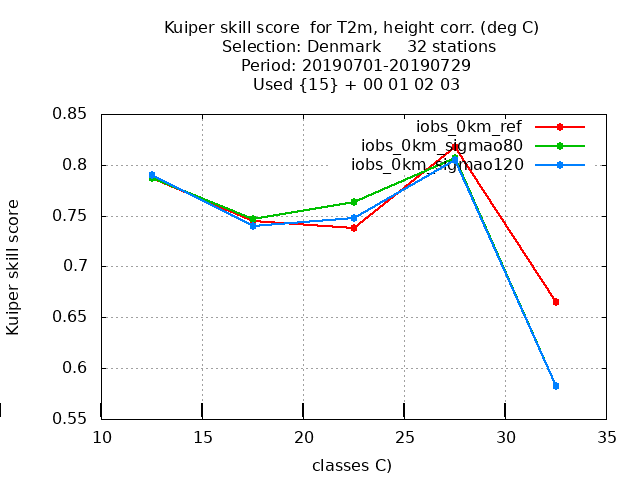 Kuiper skill score  for T2m, height corr. (deg C)
Selection: Denmark     32 stations
Period: 20190701-20190729
Used {15} + 00 01 02 03
iobs_0km_ref
iobs_0km_sigmao80
iobs_0km_sigmao120
Kuiper skill score
0.85
0.8
0.75
0.7
0.65
0.6
0.55
10 15 20 25 30 35
classes C)